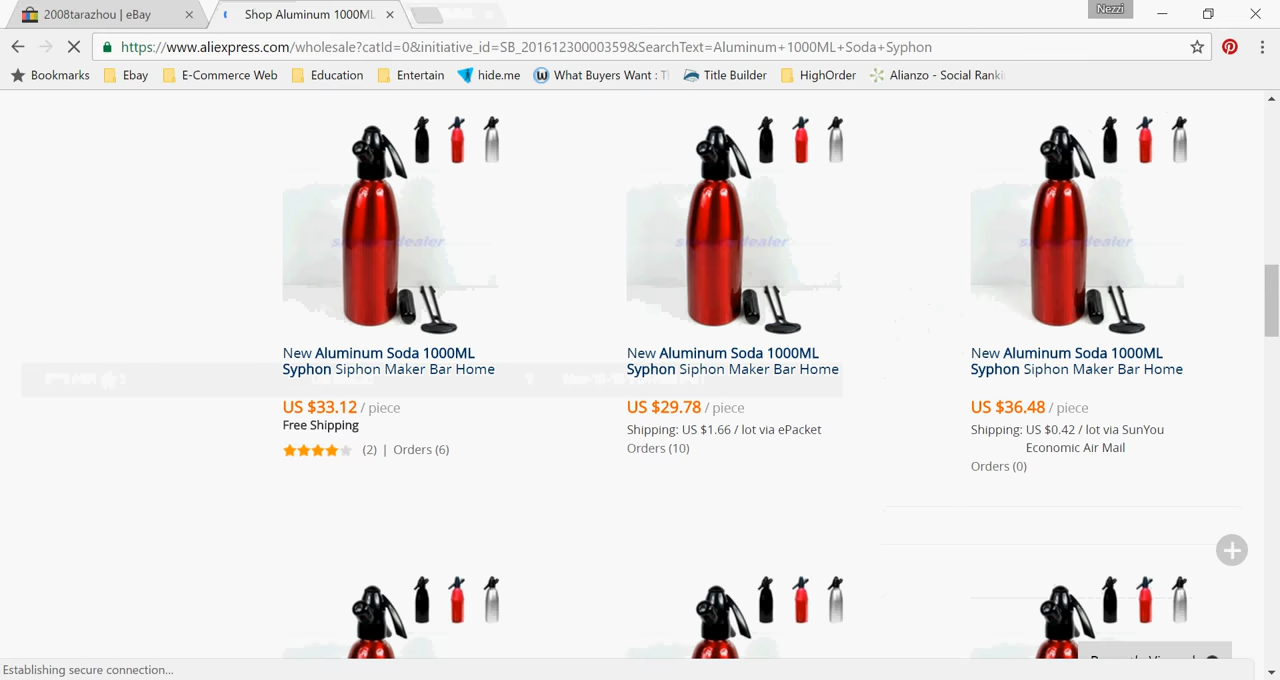 2008tarazhou | eBay
Shop Aluminum 1000ML
Nezzi
https://www.aliexpress.com/wholesale?catId=0&initiative_id=SB_20161230000359&SearchText=Aluminum+1000ML+Soda+Syphon
Bookmarks Ebay E-Commerce Web Education Entertain hide.me What Buyers Want : Title Builder HighOrder Alianzo - Social Ranki
New Aluminum Soda 1000ML
Syphon Siphon Maker Bar Home
US $33.12 / piece
Free Shipping
(2) | Orders (6)
New Aluminum Soda 1000ML
Syphon Siphon Maker Bar Home
US $29.78 / piece
Shipping: US $1.66 / lot via ePacket
Orders (10)
New Aluminum Soda 1000ML
Syphon Siphon Maker Bar Home
US $36.48 / piece
Shipping: US $0.42 / lot via SunYou
Economic Air Mail
Orders (0)
Establishing secure connection...